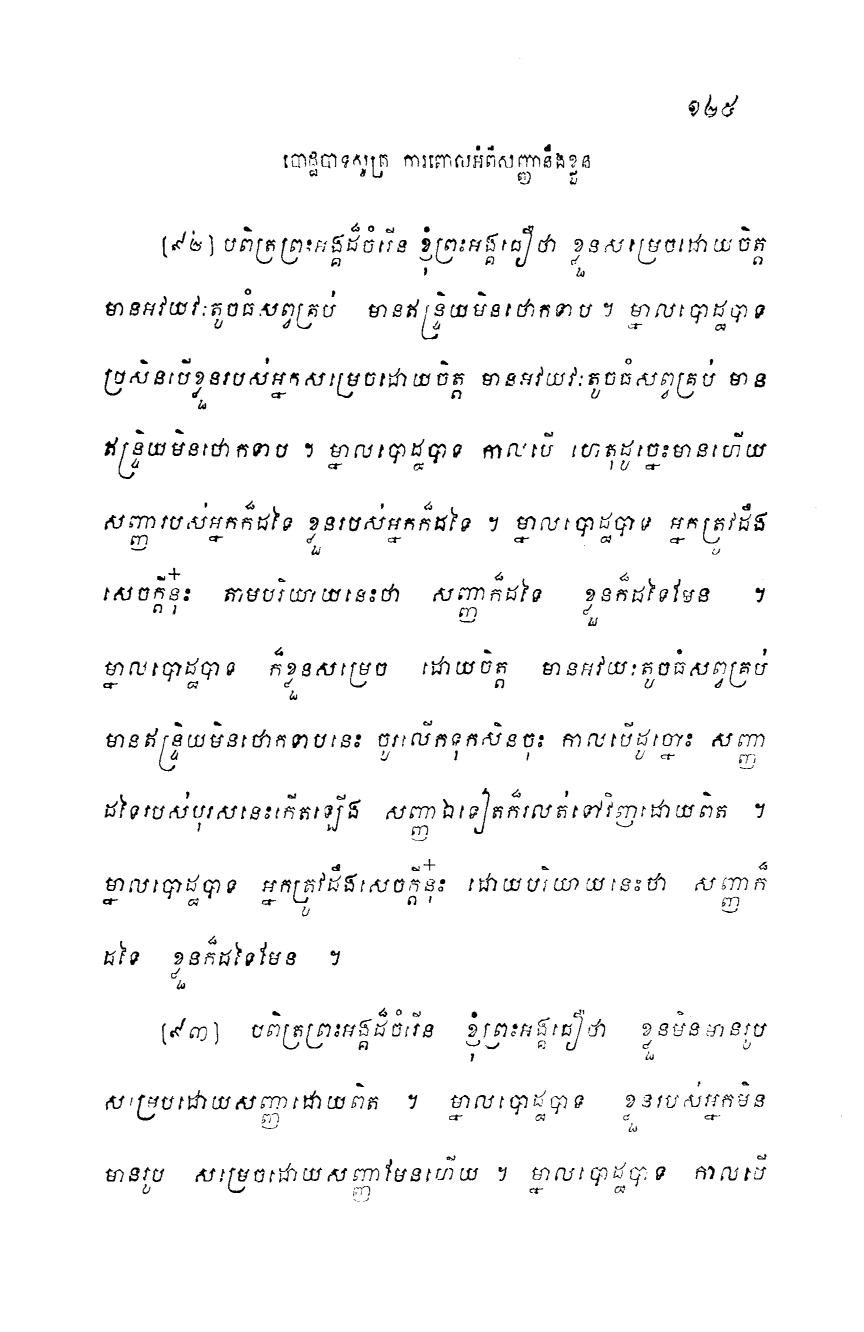 ១២៥
បោដ្ឋបាទសូត្រ ការពោលអំពីសញ្ញានឹងខ្លួន
[៩២] បពិត្រព្រះអង្គដ៏ចំរើន ខ្ញុំព្រះអង្គជឿថា ខ្លួនសម្រេចដោយចិត្ត
មានអវយវៈតូចធំសព្វគ្រប់ មានឥន្ទ្រិយមិនថោកទាប ។ ម្នាលបោដ្ឋបាទ
ប្រសិនបើខ្លួនរបស់អ្នកសម្រេចដោយចិត្ត មានអវយវៈតូចធំសព្វគ្រប់ មាន
ឥន្ទ្រិយមិនថោកទាប ។ ម្នាលបោដ្ឋបាទ កាលបើ ហេតុដូច្នេះមានហើយ
សញ្ញារបស់អ្នកក៏ដទៃ ខ្លួនរបស់អ្នកក៏ដទៃ ។ ម្នាលបោដ្ឋបាទ អ្នកត្រូវដឹង
សេចក្តីនុ៎ះ តាមបរិយាយនេះថា សញ្ញាក៏ដទៃ ខ្លួនក៏ដទៃមែន ។
ម្នាលបោដ្ឋបាទ ក៏ខ្លួនសម្រេច ដោយចិត្ត មានអវយៈតូចធំសព្វគ្រប់
មានឥន្ទ្រិយមិនថោកទាបនេះ ចូរលើកទុកសិនចុះ កាលបើដូច្នោះ សញ្ញា
ដទៃរបស់បុរសនេះកើតឡើង សញ្ញាឯទៀតក៏រលត់ទៅវិញដោយពិត ។
ម្នាលបោដ្ឋបាទ អ្នកត្រូវដឹងសេចក្តីនុ៎ះ ដោយបរិយាយនេះថា សញ្ញាក៏
ដទៃ ខ្លួនក៏ដទៃមែន ។
[៩៣] បពិត្រព្រះអង្គដ៏ចំរើន ខ្ញុំព្រះអង្គជឿថា ខ្លួនមិនមានរូប
សម្រេបដោយសញ្ញាដោយពិត ។ ម្នាលបោដ្ឋបាទ ខ្លួនរបស់អ្នកមិន
មានរូប សម្រេចដោយសញ្ញាមែនហើយ ។ ម្នាលបោដ្ឋបាទ កាលបើ